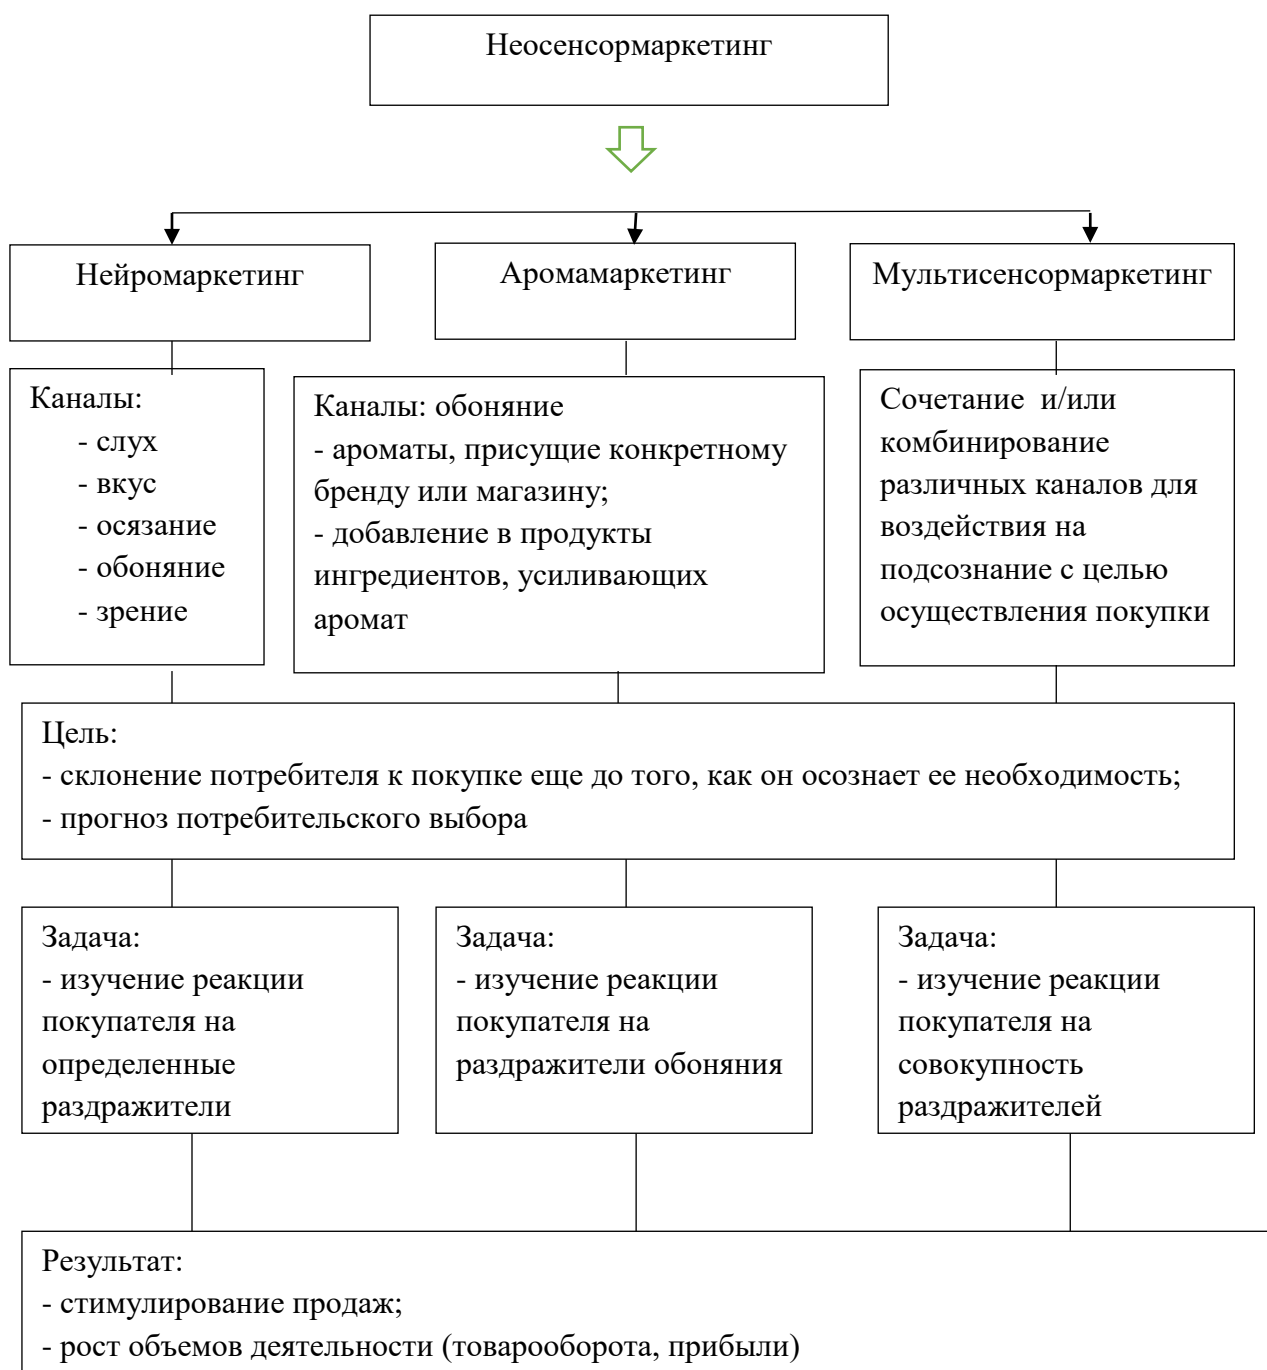 Неосенсормаркетинг
Нейромаркетинг
Аромамаркетинг
Мультисенсормаркетинг
Каналы:
- слух
- вкус
- осязание
- обоняние
- зрение
Каналы: обоняние
- ароматы, присущие конкретному
бренду или магазину;
- добавление в продукты
ингредиентов, усиливающих
аромат
Сочетание и/или
комбинирование
различных каналов для
воздействия на
подсознание с целью
осуществления покупки
Цель:
- склонение потребителя к покупке еще до того, как он осознает ее необходимость;
- прогноз потребительского выбора
Задача:
- изучение реакции
покупателя на
определенные
раздражители
Задача:
- изучение реакции
покупателя на
раздражители обоняния
Задача:
- изучение реакции
покупателя на
совокупность
раздражителей
Результат:
- стимулирование продаж;
- рост объемов деятельности (товарооборота, прибыли)